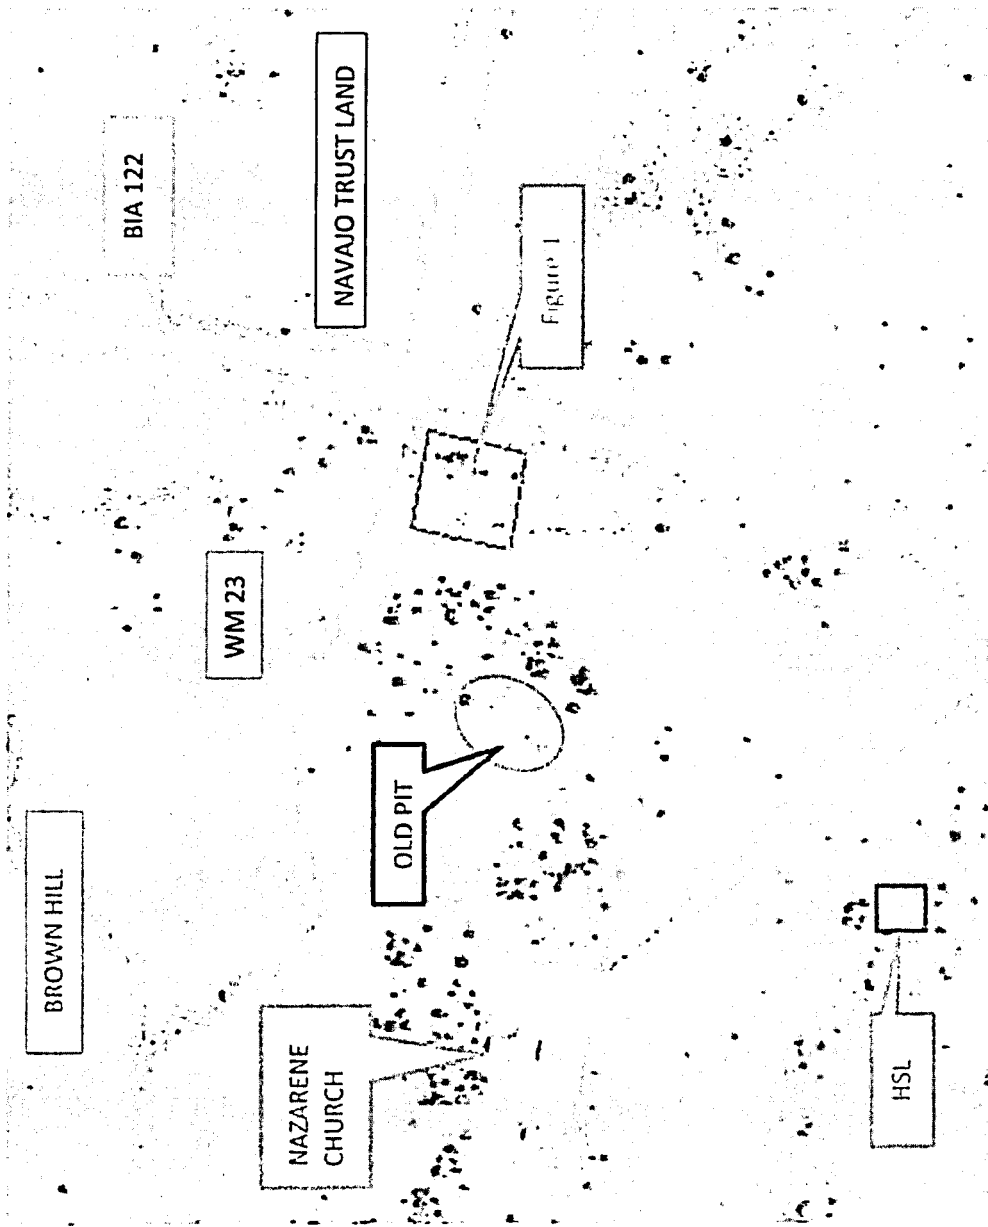 BROWN HILL
WM 23
BIA 122
NAVAJO TRUST LAND
NAZARENE
CHURCH
OLD PIT
Figure 1
HSL